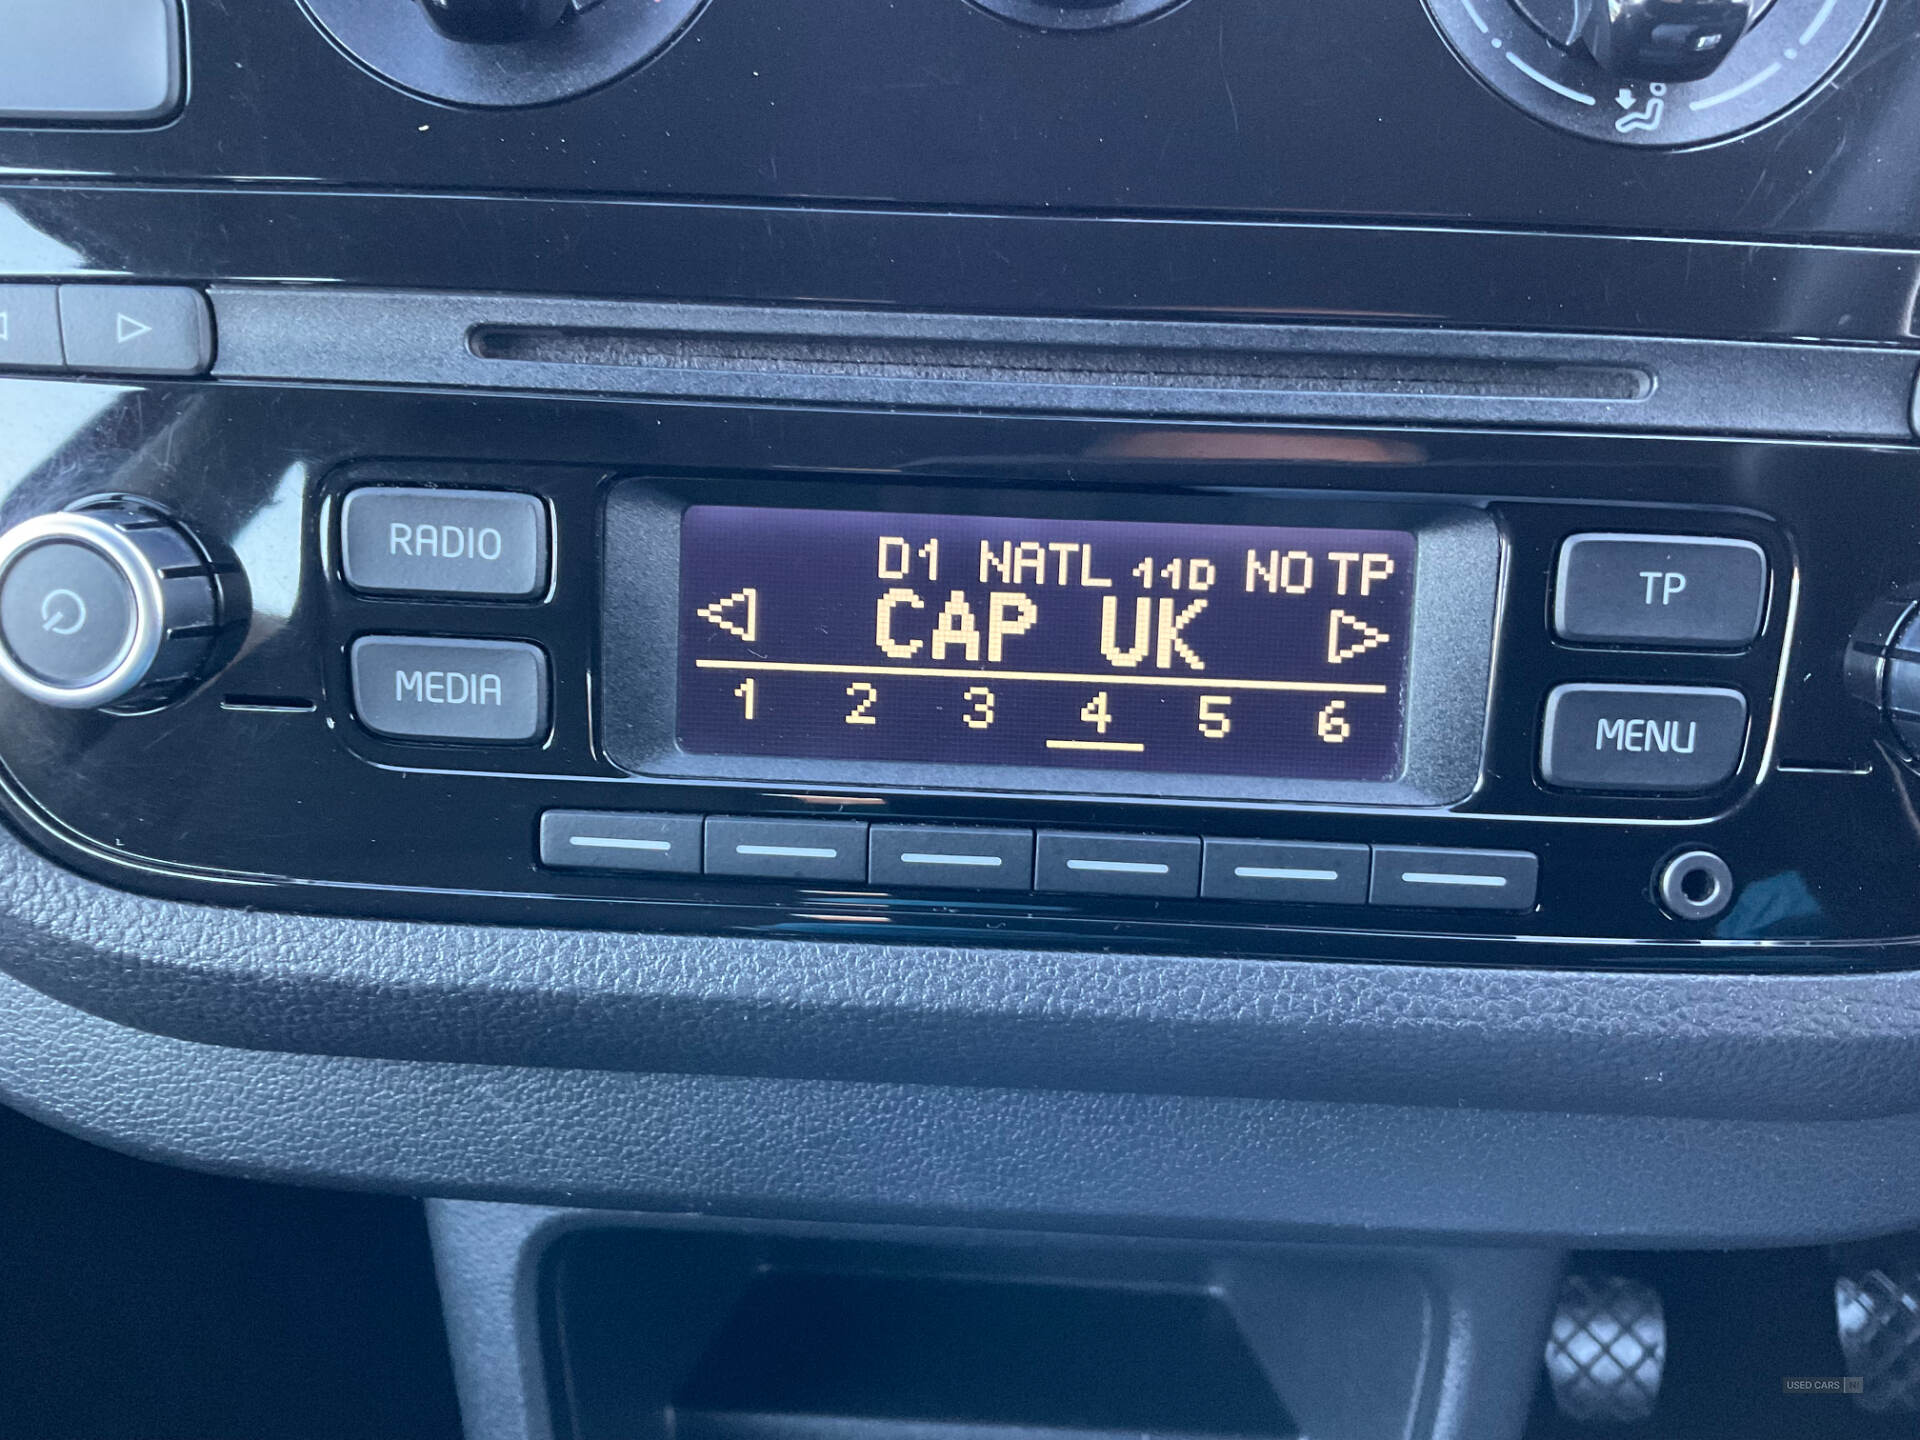 D1 NATL 11D NO TP
CAP UK
1 2 3 4 5 6
RADIO
MEDIA
TP
MENU
USED CARS NI